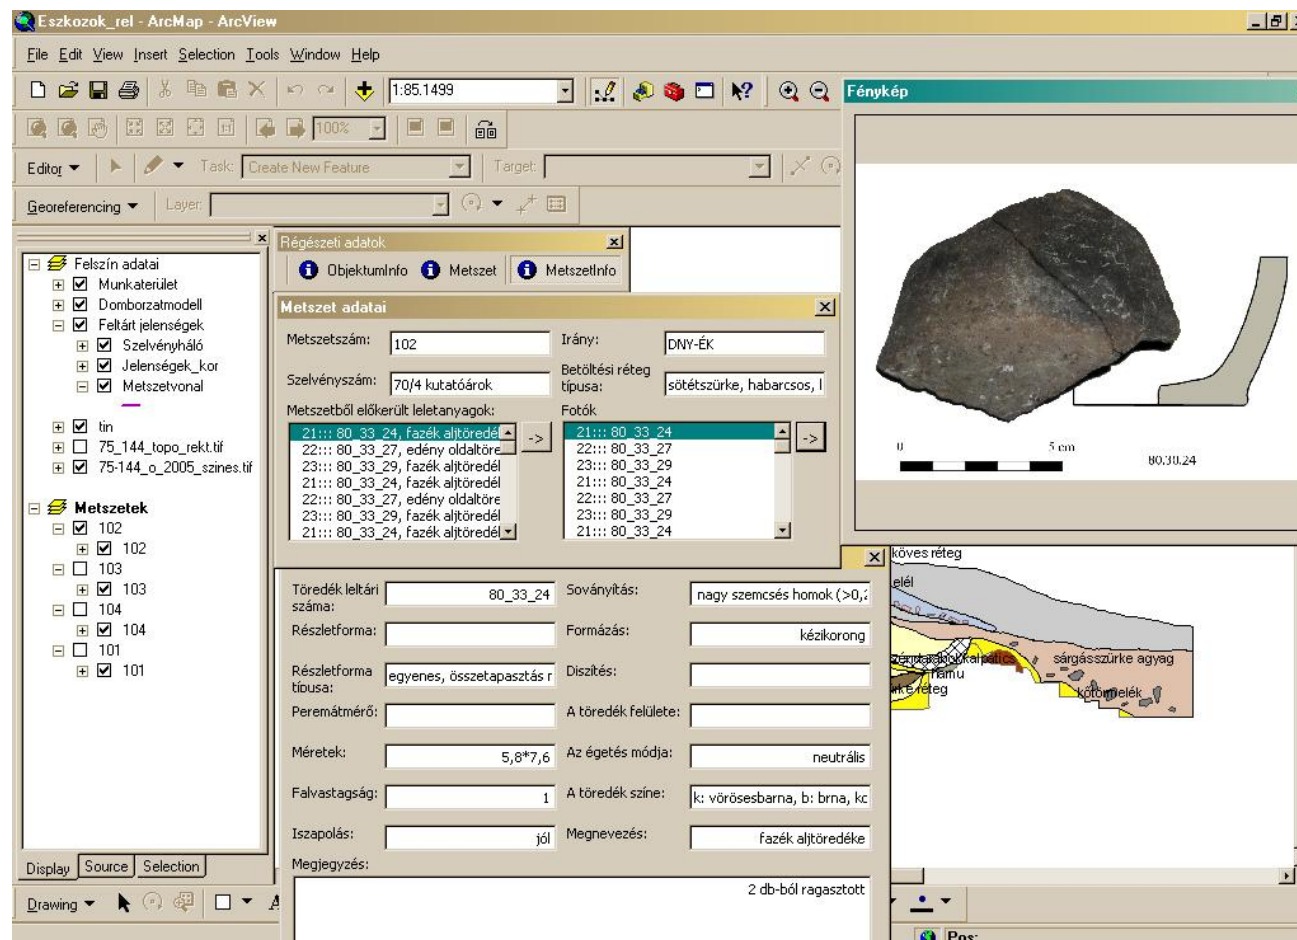 Eszkozok_rel - ArcMap - ArcView
File Edit View Insert Selection Tools Window Help
1:85.1499
100%
Editor Task: Create New Feature Target:
Georeferencing Layer:
Fénykép
0 5 cm
80.30.24
Felszín adatai
Munkaterület
Domborzatmodell
Feltárt jelenségek
Szelvényháló
Jelenségek_kor
Metszetvonal
tin
75_144_topo_rekt.tif
75-144_o_2005_szines.tif
Metszetek
102
102
103
103
104
104
101
101
Display Source Selection
Drawing
Régészeti adatok
ObjektumInfo Metszet MetszetInfo
Metszet adatai
Metszetszám: 102 Irány: DNY-ÉK
Szelvényszám: 70/4 kutatóárok Betöltési réteg típusa: sötétszürke, habarcsos, l
Metszetből előkerült leletanyagok: Fotók
21::: 80_33_24, fazék aljtöredél 21::: 80_33_24
22::: 80_33_27, edény oldaltöre 22::: 80_33_27
23::: 80_33_29, fazék aljtöredél 23::: 80_33_29
21::: 80_33_24, fazék aljtöredél 21::: 80_33_24
22::: 80_33_27, edény oldaltöre 22::: 80_33_27
23::: 80_33_29, fazék aljtöredél 23::: 80_33_29
21::: 80_33_24, fazék aljtöredél 21::: 80_33_24
->
->
Töredék leltári száma: 80_33_24 Soványítás: nagy szemcsés homok (>0,2
Részletforma: Formázás: kézikorong
Részletforma típusa: egyenes, összetapasztás r Díszítés:
Peremátmérő: A töredék felülete:
Méretek: 5,8*7,6 Az égetés módja: neutrális
Falvastagság: 1 A töredék színe: k: vörösesbarna, b: brna, kc
Iszapolás: jól Megnevezés: fazék aljtöredéke
Megjegyzés:
2 db-ból ragasztott
köves réteg
elél
sárgásszürke agyag
hamu
réteg
kőtörmelék
Pos: